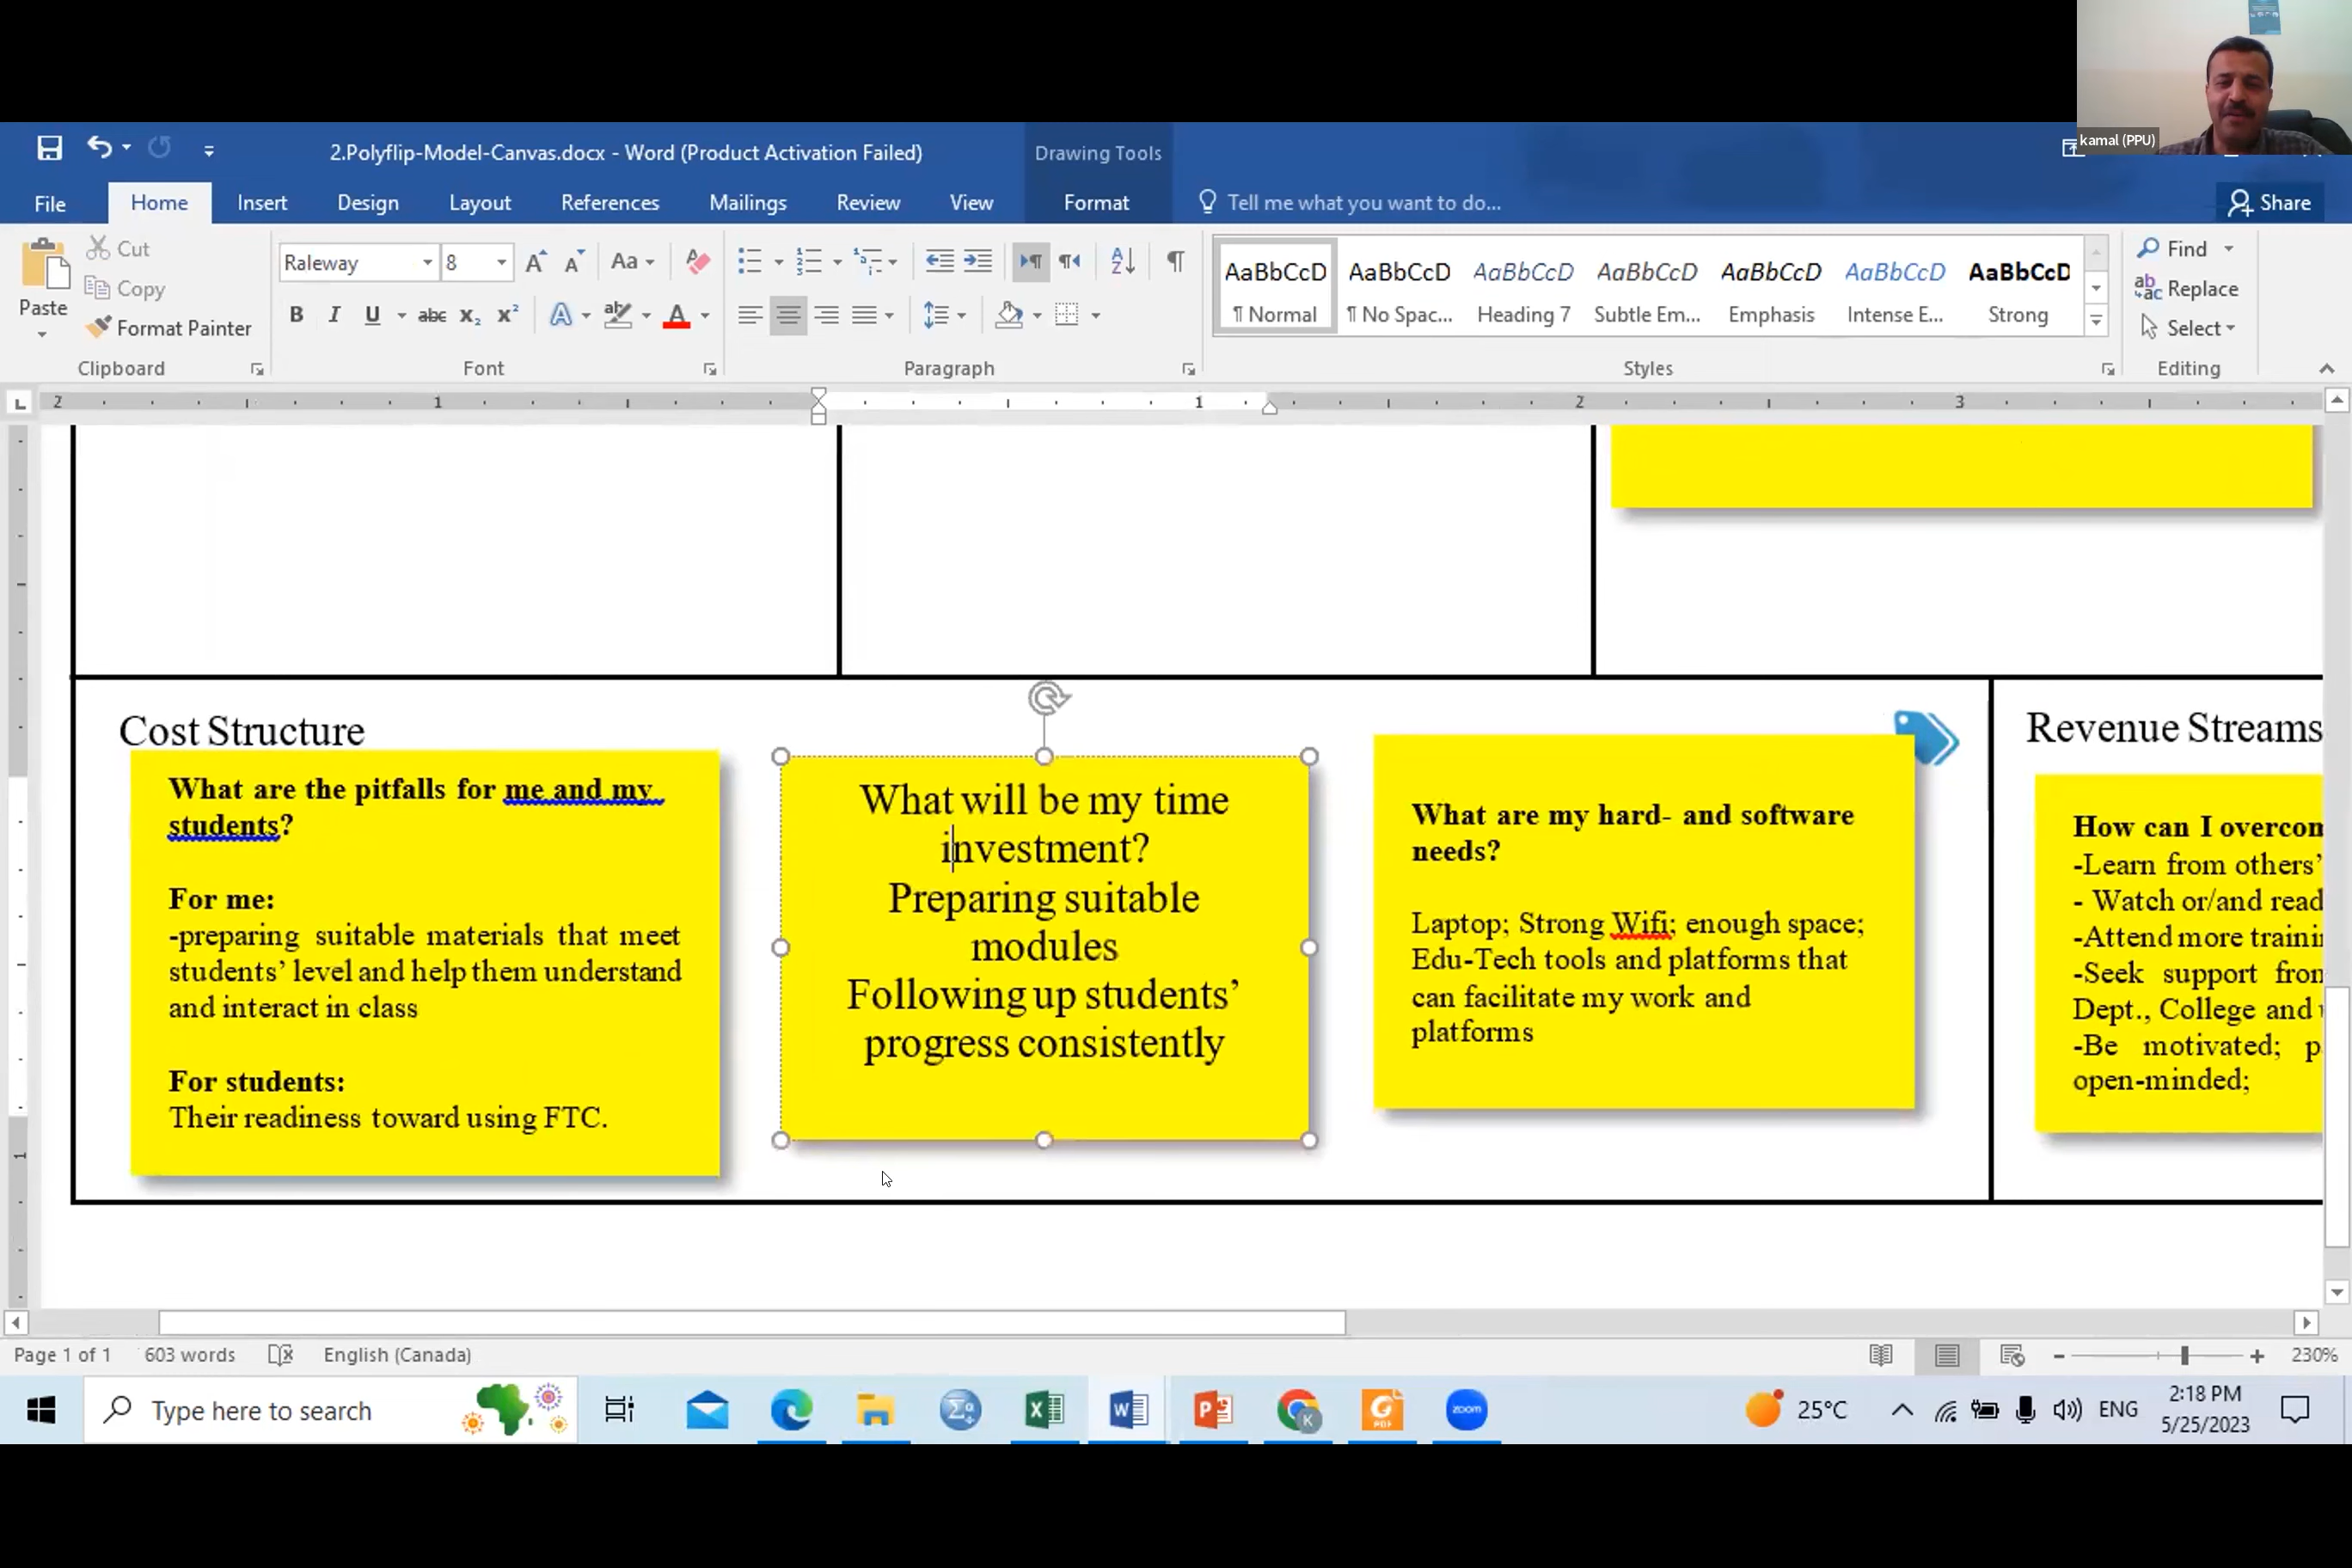 kamal (PPU)
2.Polyflip-Model-Canvas.docx - Word (Product Activation Failed)
Drawing Tools
File
Home
Insert
Design
Layout
References
Mailings
Review
View
Format
Tell me what you want to do...
Share
Paste
Cut
Copy
Format Painter
Clipboard
Raleway
8
Font
Paragraph
AaBbCcD
¶ Normal
AaBbCcD
¶ No Spac...
AaBbCcD
Heading 7
AaBbCcD
Subtle Em...
AaBbCcD
Emphasis
AaBbCcD
Intense E...
AaBbCcD
Strong
Styles
Find
Replace
Select
Editing
2 1 1 2 3
Cost Structure
What are the pitfalls for me and my
students?
For me:
-preparing suitable materials that meet
students’ level and help them understand
and interact in class
For students:
Their readiness toward using FTC.
What will be my time
investment?
Preparing suitable
modules
Following up students’
progress consistently
What are my hard- and software
needs?
Laptop; Strong Wifi; enough space;
Edu-Tech tools and platforms that
can facilitate my work and
platforms
Revenue Streams
How can I overcom
-Learn from others’
- Watch or/and read
-Attend more traini
-Seek support from
Dept., College and
-Be motivated; p
open-minded;
Page 1 of 1
603 words
English (Canada)
230%
Type here to search
zoom
25°C
ENG
2:18 PM
5/25/2023